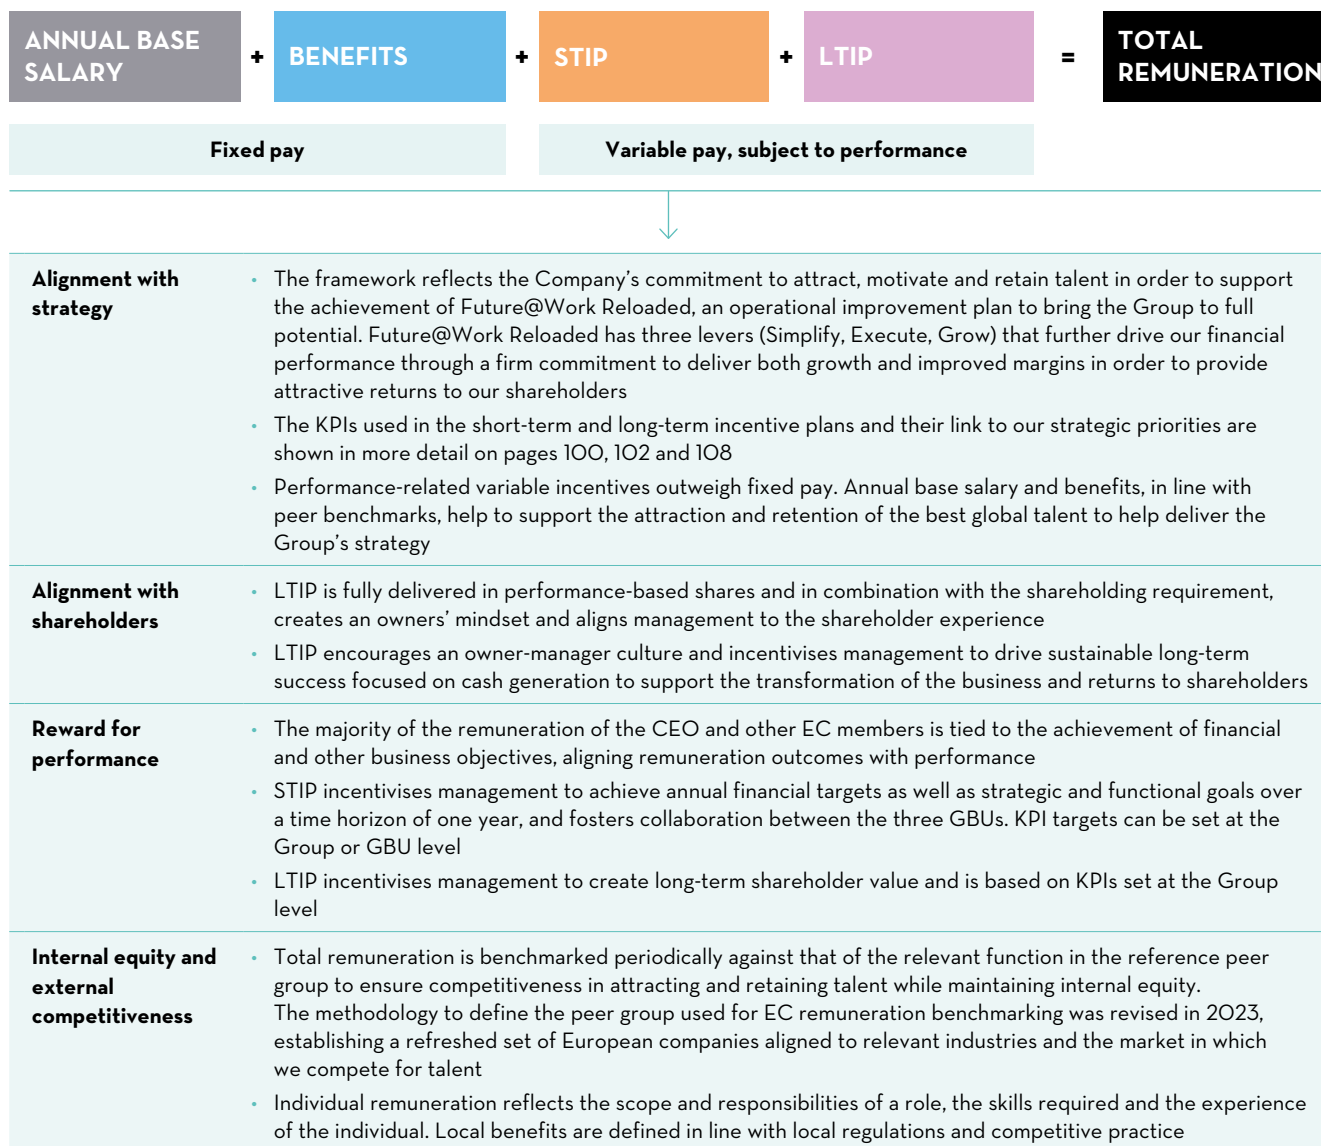 ANNUAL BASE
SALARY
+
BENEFITS
+
STIP
+
LTIP
=
TOTAL
REMUNERATION
Fixed pay
Variable pay, subject to performance
Alignment with
strategy
• The framework reflects the Company's commitment to attract, motivate and retain talent in order to support
the achievement of Future@Work Reloaded, an operational improvement plan to bring the Group to full
potential. Future@Work Reloaded has three levers (Simplify, Execute, Grow) that further drive our financial
performance through a firm commitment to deliver both growth and improved margins in order to provide
attractive returns to our shareholders
• The KPIs used in the short-term and long-term incentive plans and their link to our strategic priorities are
shown in more detail on pages 100, 102 and 108
• Performance-related variable incentives outweigh fixed pay. Annual base salary and benefits, in line with
peer benchmarks, help to support the attraction and retention of the best global talent to help deliver the
Group's strategy
Alignment with
shareholders
• LTIP is fully delivered in performance-based shares and in combination with the shareholding requirement,
creates an owners' mindset and aligns management to the shareholder experience
• LTIP encourages an owner-manager culture and incentivises management to drive sustainable long-term
success focused on cash generation to support the transformation of the business and returns to shareholders
Reward for
performance
• The majority of the remuneration of the CEO and other EC members is tied to the achievement of financial
and other business objectives, aligning remuneration outcomes with performance
• STIP incentivises management to achieve annual financial targets as well as strategic and functional goals over
a time horizon of one year, and fosters collaboration between the three GBUs. KPI targets can be set at the
Group or GBU level
• LTIP incentivises management to create long-term shareholder value and is based on KPIs set at the Group
level
Internal equity and
external
competitiveness
• Total remuneration is benchmarked periodically against that of the relevant function in the reference peer
group to ensure competitiveness in attracting and retaining talent while maintaining internal equity.
The methodology to define the peer group used for EC remuneration benchmarking was revised in 2023,
establishing a refreshed set of European companies aligned to relevant industries and the market in which
we compete for talent
• Individual remuneration reflects the scope and responsibilities of a role, the skills required and the experience
of the individual. Local benefits are defined in line with local regulations and competitive practice